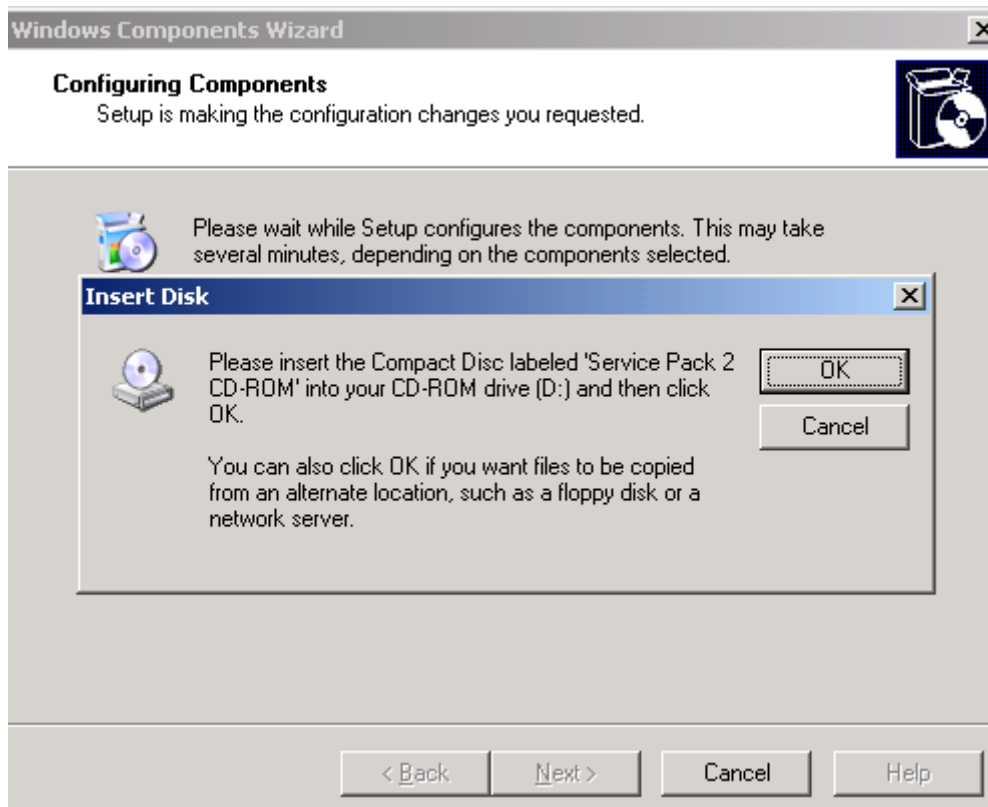 Windows Components Wizard
Configuring Components
Setup is making the configuration changes you requested.
Please wait while Setup configures the components. This may take
several minutes, depending on the components selected.
Insert Disk
Please insert the Compact Disc labeled 'Service Pack 2
CD-ROM' into your CD-ROM drive (D:) and then click
OK.
You can also click OK if you want files to be copied
from an alternate location, such as a floppy disk or a
network server.
OK
Cancel
< Back
Next >
Cancel
Help